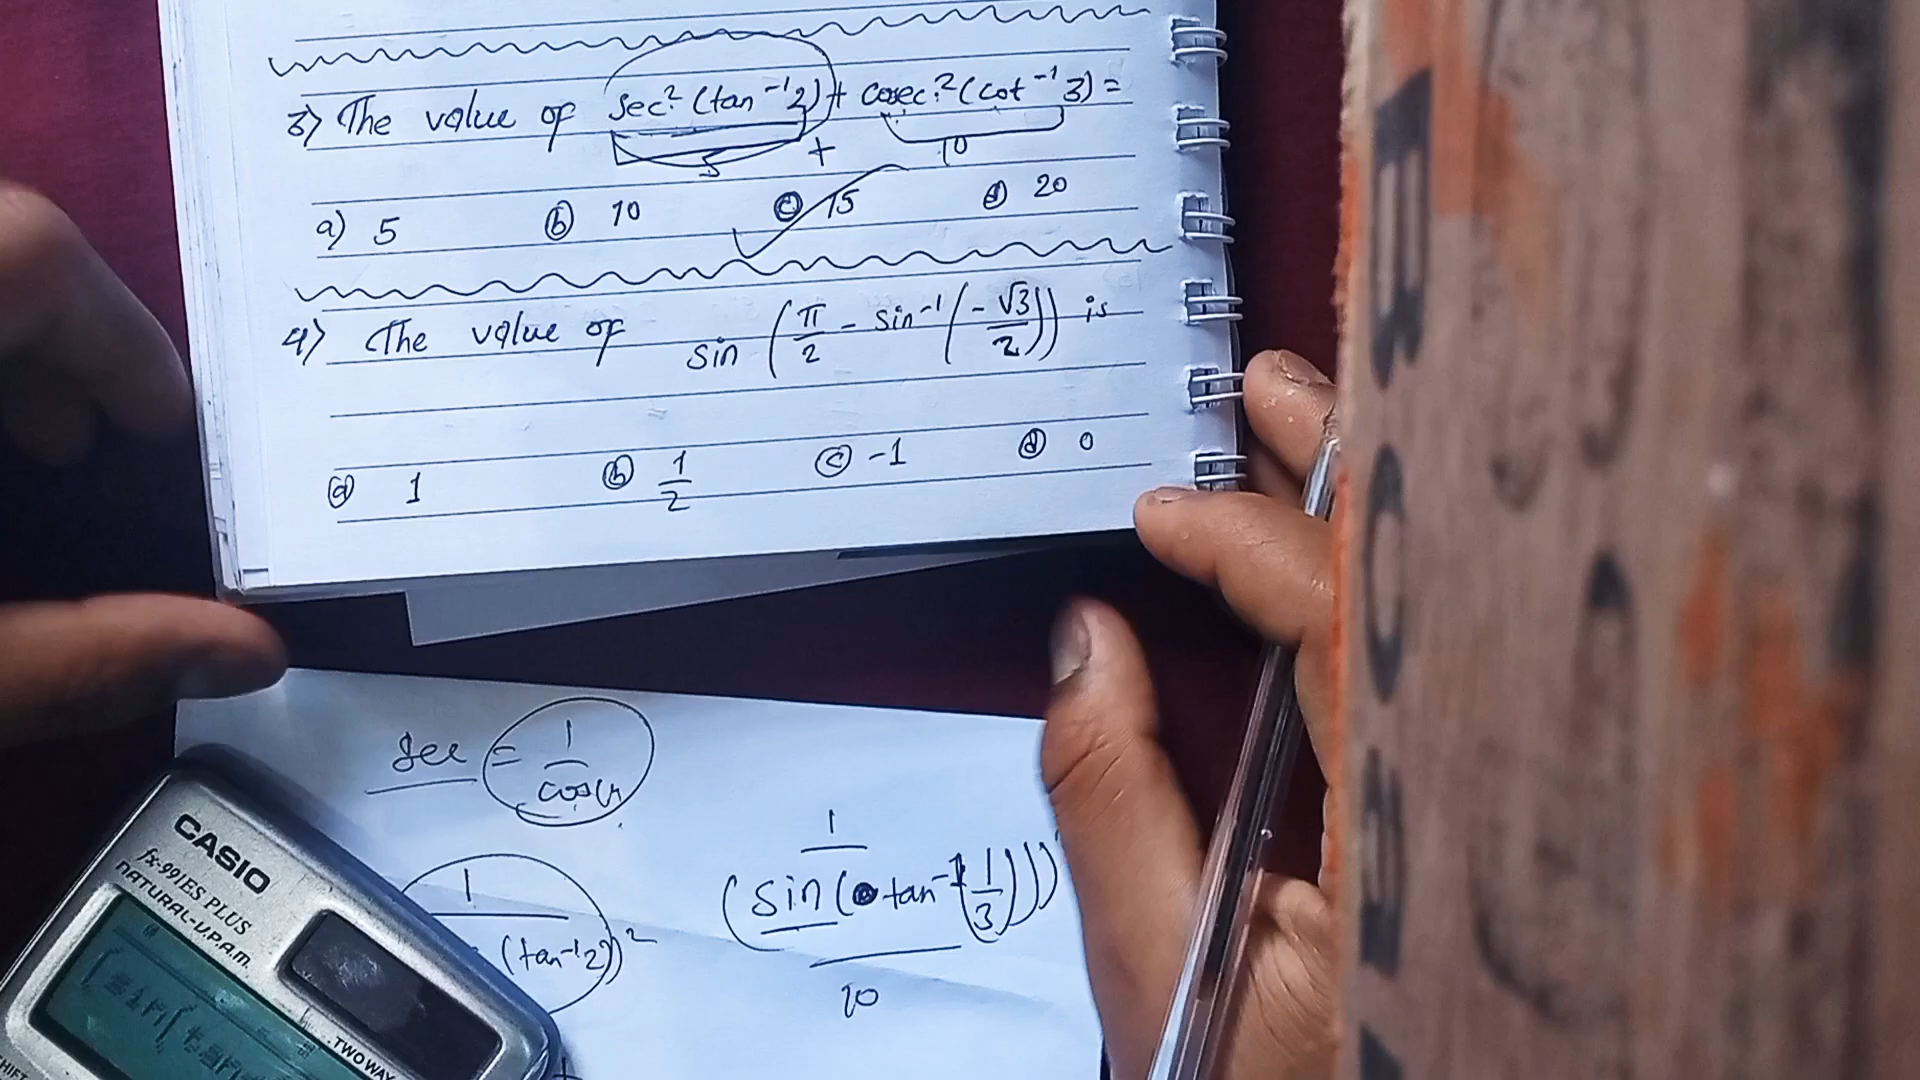 3) The value of sec²(tan⁻¹2) + cosec²(cot⁻¹3) =
5 + 10
a) 5 (b) 10 (c) 15 (d) 20
4) The value of sin (π/2 - sin⁻¹(-√3/2)) is
(a) 1 (b) 1/2 (c) -1 (d) 0
sec = 1/cos
1
(tan⁻¹2))²
1
(sin(tan⁻¹(1/3)))
10
CASIO
fx-991ES PLUS
NATURAL-V.P.A.M.
TWO WAY
SHIFT